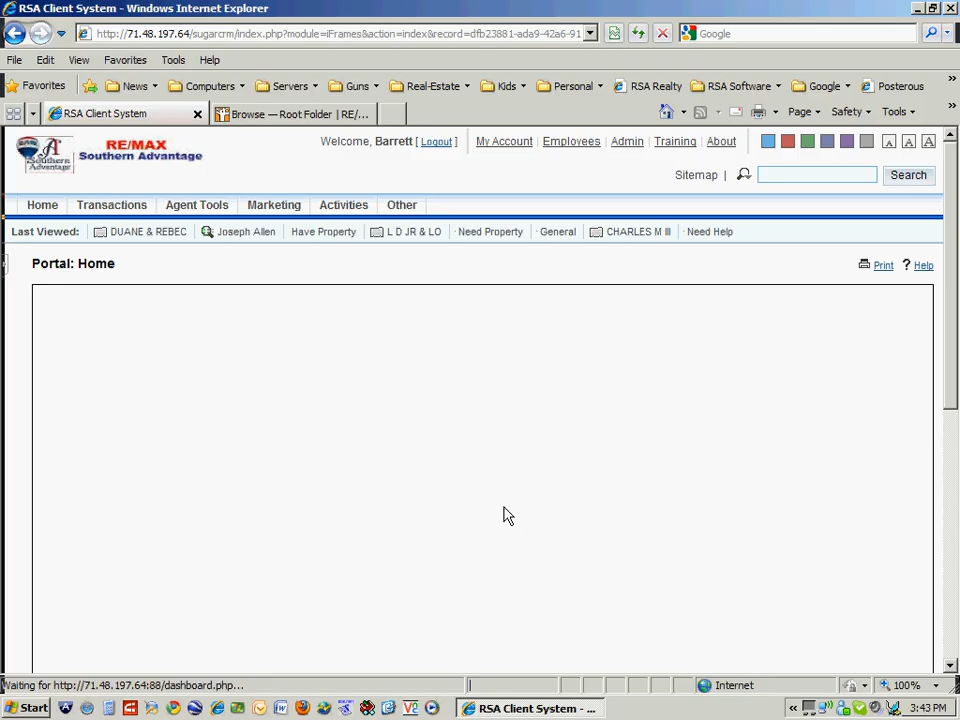 RSA Client System - Windows Internet Explorer
http://71.48.197.64/sugarcrm/index.php?module=iFrames&action=index&record=dfb23881-ada9-42a6-91
Google
File Edit View Favorites Tools Help
Favorites News Computers Servers Guns Real-Estate Kids Personal RSA Realty RSA Software Google Posterous
RSA Client System Browse — Root Folder | RE/... Page Safety Tools
RE/MAX
Southern Advantage
Southern
Advantage
Welcome, Barrett [ Logout ] My Account Employees Admin Training About A A A
Sitemap | Search
Home Transactions Agent Tools Marketing Activities Other
Last Viewed: DUANE & REBEC Joseph Allen Have Property L D JR & LO Need Property General CHARLES M III Need Help
Portal: Home Print ? Help
Waiting for http://71.48.197.64:88/dashboard.php... Internet 100%
Start RSA Client System - ... 3:43 PM